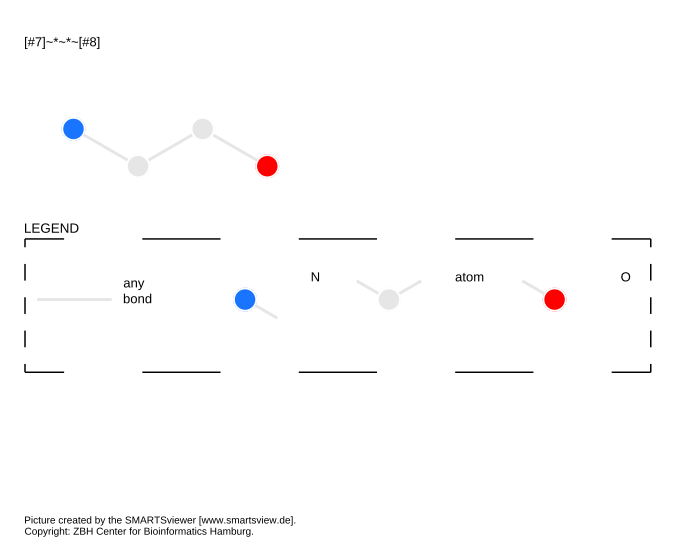 [#7]~*~*~[#8]
LEGEND
any
bond
N
atom
O
Picture created by the SMARTSviewer [www.smartsview.de].
Copyright: ZBH Center for Bioinformatics Hamburg.